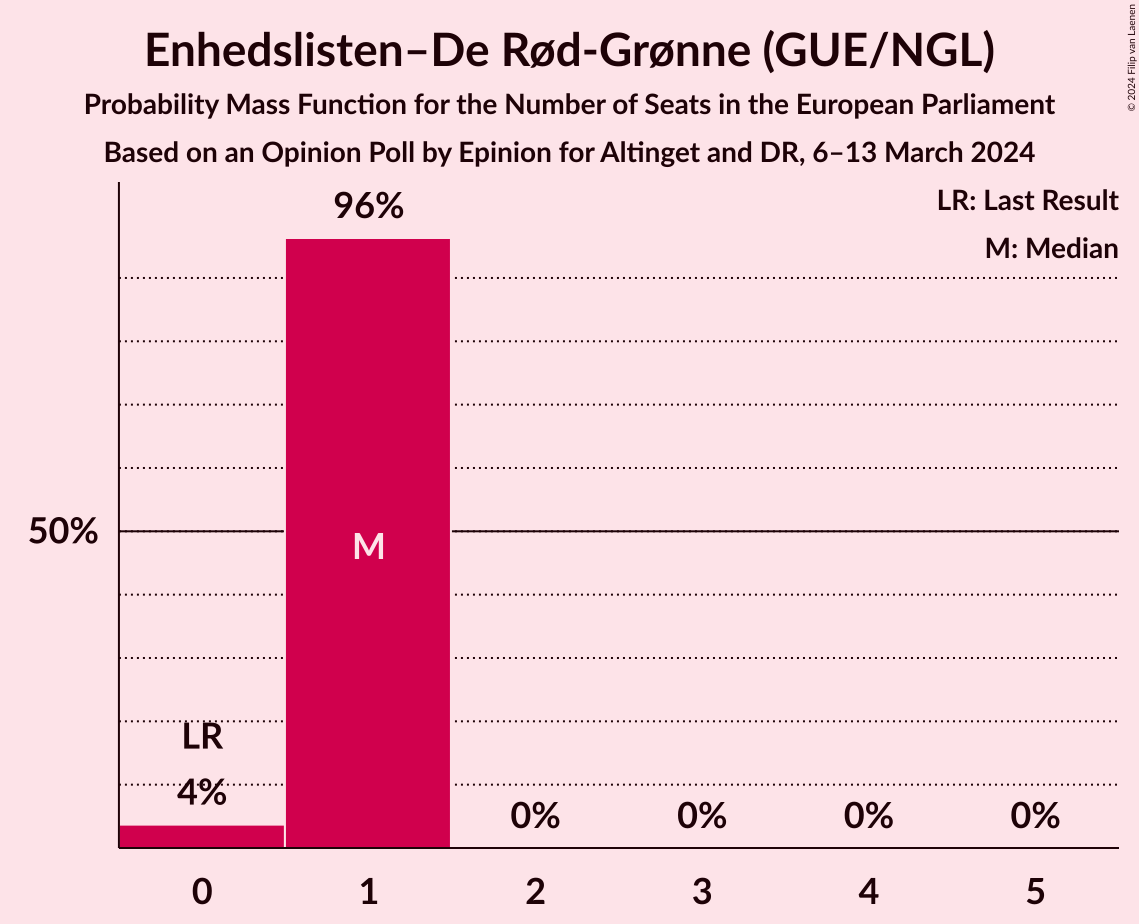 Enhedslisten–De Rød-Grønne (GUE/NGL)
Probability Mass Function for the Number of Seats in the European Parliament
Based on an Opinion Poll by Epinion for Altinget and DR, 6–13 March 2024
© 2024 Filip van Laenen
LR: Last Result
M: Median
96%
50%
M
LR
4%
0%
0%
0%
0%
0
1
2
3
4
5